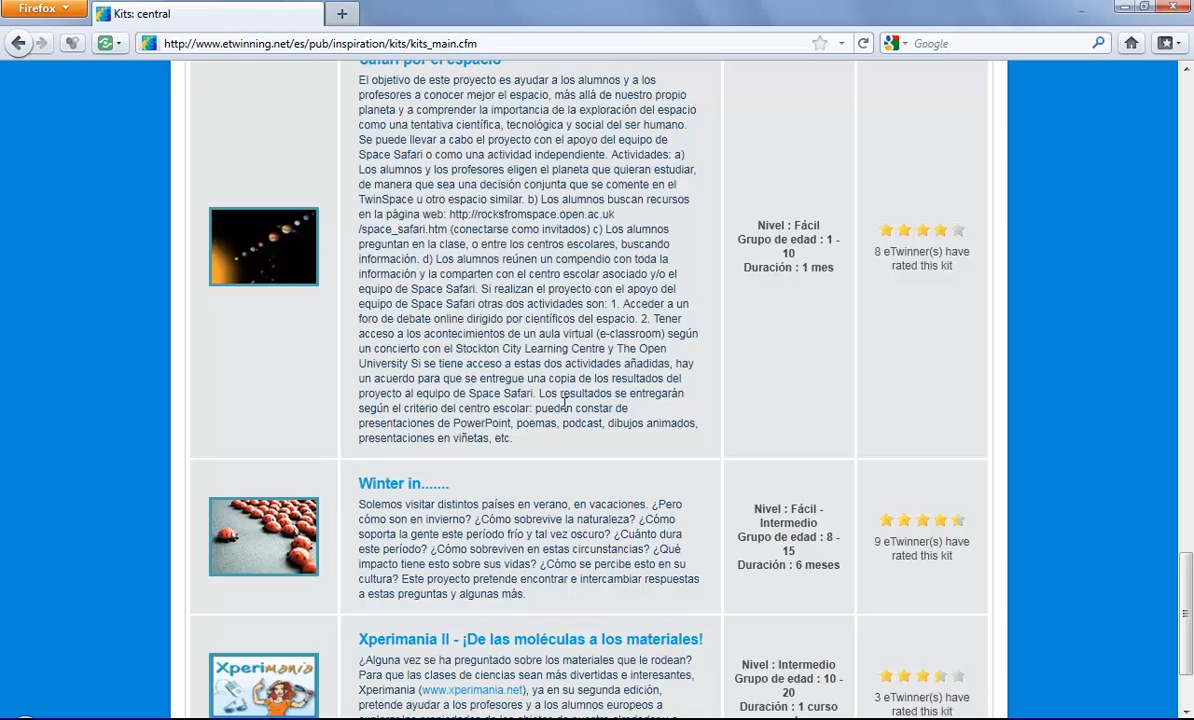 Firefox
Kits: central
http://www.etwinning.net/es/pub/inspiration/kits/kits_main.cfm
Google
Safari por el espacio
El objetivo de este proyecto es ayudar a los alumnos y a los
profesores a conocer mejor el espacio, más allá de nuestro propio
planeta y a comprender la importancia de la exploración del espacio
como una tentativa científica, tecnológica y social del ser humano.
Se puede llevar a cabo el proyecto con el apoyo del equipo de
Space Safari o como una actividad independiente. Actividades: a)
Los alumnos y los profesores eligen el planeta que quieran estudiar,
de manera que sea una decisión conjunta que se comente en el
TwinSpace u otro espacio similar. b) Los alumnos buscan recursos
en la página web: http://rocksfromspace.open.ac.uk
/space_safari.htm (conectarse como invitados) c) Los alumnos
preguntan en la clase, o entre los centros escolares, buscando
información. d) Los alumnos reúnen un compendio con toda la
información y la comparten con el centro escolar asociado y/o el
equipo de Space Safari. Si realizan el proyecto con el apoyo del
equipo de Space Safari otras dos actividades son: 1. Acceder a un
foro de debate online dirigido por científicos del espacio. 2. Tener
acceso a los acontecimientos de un aula virtual (e-classroom) según
un concierto con el Stockton City Learning Centre y The Open
University Si se tiene acceso a estas dos actividades añadidas, hay
un acuerdo para que se entregue una copia de los resultados del
proyecto al equipo de Space Safari. Los resultados se entregarán
según el criterio del centro escolar: pueden constar de
presentaciones de PowerPoint, poemas, podcast, dibujos animados,
presentaciones en viñetas, etc.
Nivel : Fácil
Grupo de edad : 1 -
10
Duración : 1 mes
8 eTwinner(s) have
rated this kit
Winter in.......
Solemos visitar distintos países en verano, en vacaciones. ¿Pero
cómo son en invierno? ¿Cómo sobrevive la naturaleza? ¿Cómo
soporta la gente este período frío y tal vez oscuro? ¿Cuánto dura
este período? ¿Cómo sobreviven en estas circunstancias? ¿Qué
impacto tiene esto sobre sus vidas? ¿Cómo se percibe esto en su
cultura? Este proyecto pretende encontrar e intercambiar respuestas
a estas preguntas y algunas más.
Nivel : Fácil -
Intermedio
Grupo de edad : 8 -
15
Duración : 6 meses
9 eTwinner(s) have
rated this kit
Xperimania
Xperimania II - ¡De las moléculas a los materiales!
¿Alguna vez se ha preguntado sobre los materiales que le rodean?
Para que las clases de ciencias sean más divertidas e interesantes,
Xperimania (www.xperimania.net), ya en su segunda edición,
pretende ayudar a los profesores y a los alumnos europeos a
Nivel : Intermedio
Grupo de edad : 10 -
20
Duración : 1 curso
3 eTwinner(s) have
rated this kit